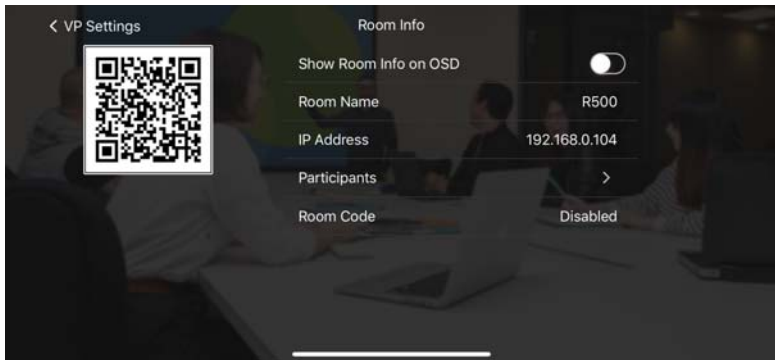 VP Settings
Room Info
Show Room Info on OSD
Room Name R500
IP Address 192.168.0.104
Participants
Room Code Disabled